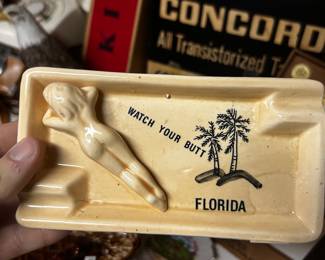 CONCORD
All Transistorized
WATCH YOUR BUTT
FLORIDA